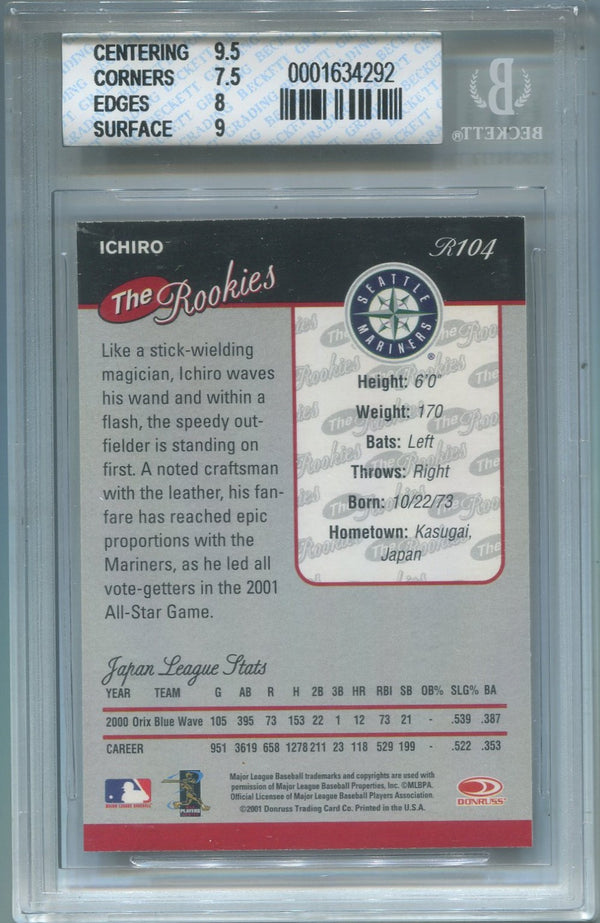 CENTERING 9.5
CORNERS 7.5
EDGES 8
SURFACE 9
0001634292
BECKETT®
ICHIRO
R104
The Rookies
SEATTLE
MARINERS
®
Like a stick-wielding
magician, Ichiro waves
his wand and within a
flash, the speedy out-
fielder is standing on
first. A noted craftsman
with the leather, his fan-
fare has reached epic
proportions with the
Mariners, as he led all
vote-getters in the 2001
All-Star Game.
Height: 6'0"
Weight: 170
Bats: Left
Throws: Right
Born: 10/22/73
Hometown: Kasugai,
Japan
Japan League Stats
YEAR TEAM G AB R H 2B 3B HR RBI SB OB% SLG% BA
2000 Orix Blue Wave 105 395 73 153 22 1 12 73 21 - .539 .387
CAREER 951 3619 658 1278 211 23 118 529 199 - .522 .353
Major League Baseball trademarks and copyrights are used with
permission of Major League Baseball Properties, Inc. ©MLBPA.
Official Licensee of Major League Baseball Players Association.
©2001 Donruss Trading Card Co. Printed in the U.S.A.
MAJOR LEAGUE BASEBALL
PLAYERS
DONRUSS